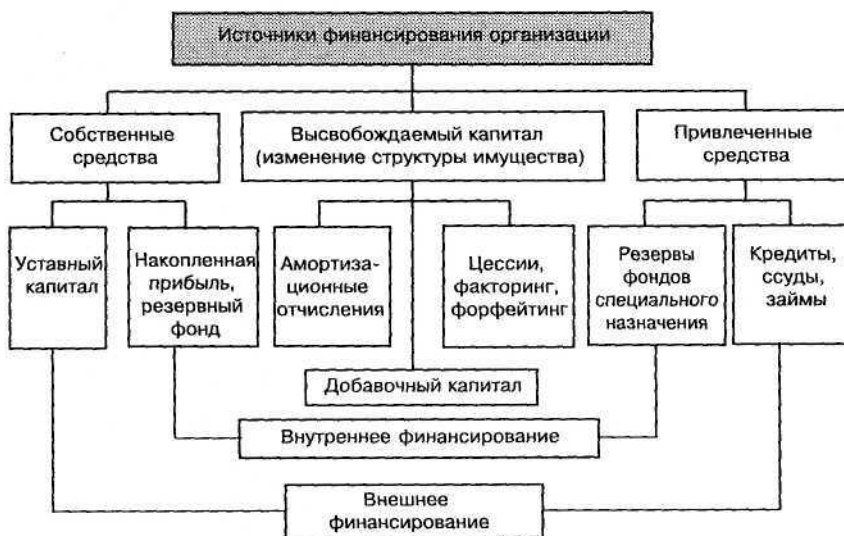 Источники финансирования организации
Собственные
средства
Высвобождаемый капитал
(изменение структуры имущества)
Привлеченные
средства
Уставный
капитал
Накопленная
прибыль,
резервный
фонд
Амортиза-
ционные
отчисления
Цессии,
факторинг,
форфейтинг
Резервы
фондов
специального
назначения
Кредиты,
ссуды,
займы
Добавочный капитал
Внутреннее финансирование
Внешнее
финансирование